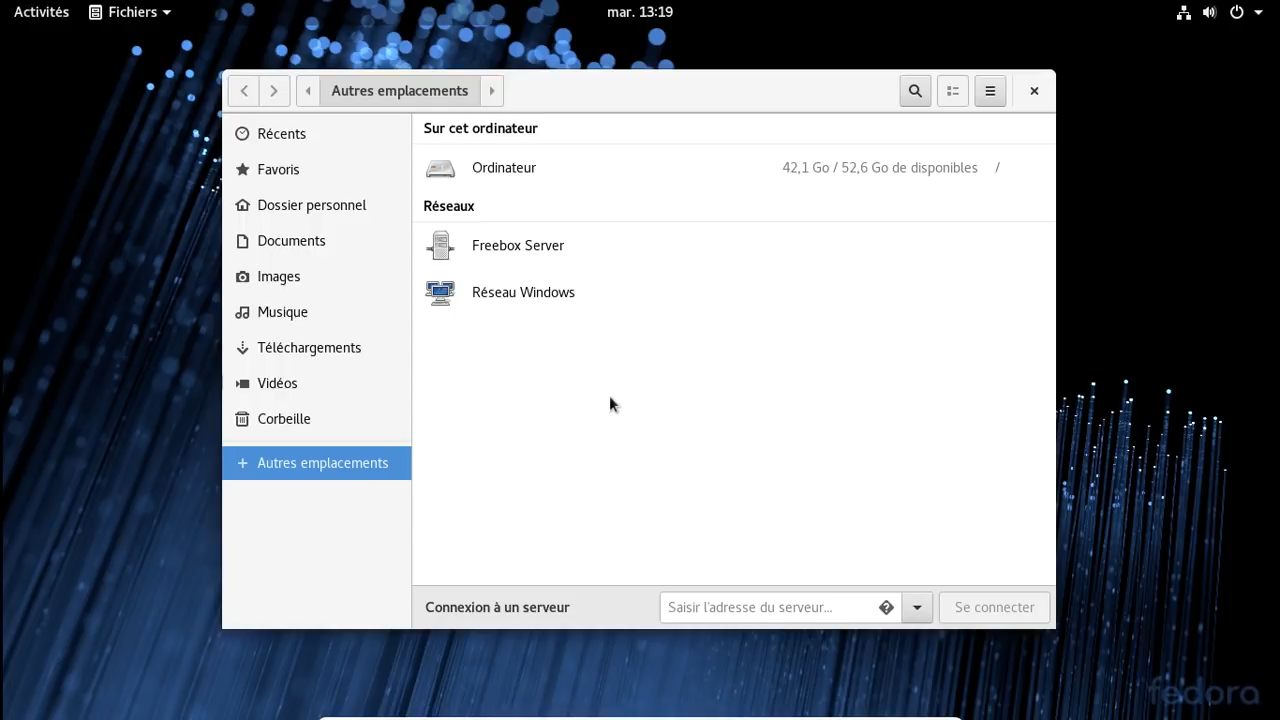 Activités Fichiers mar. 13:19
Autres emplacements
Récents
Favoris
Dossier personnel
Documents
Images
Musique
Téléchargements
Vidéos
Corbeille
Autres emplacements
Sur cet ordinateur
Ordinateur 42,1 Go / 52,6 Go de disponibles /
Réseaux
Freebox Server
Réseau Windows
Connexion à un serveur Saisir l'adresse du serveur... Se connecter
fedora